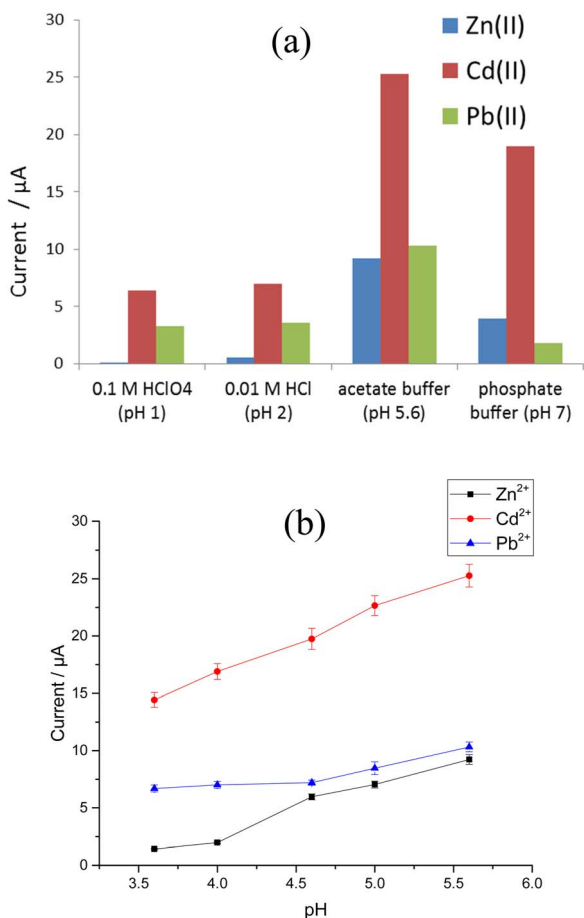 (a)
Zn(II)
Cd(II)
Pb(II)
Current / µA
30
25
20
15
10
5
0
0.1 M HClO4 0.01 M HCl acetate buffer phosphate
(pH 1) (pH 2) (pH 5.6) buffer (pH 7)
(b)
Zn2+
Cd2+
Pb2+
Current / µA
30
25
20
15
10
5
0
3.5 4.0 4.5 5.0 5.5 6.0
pH